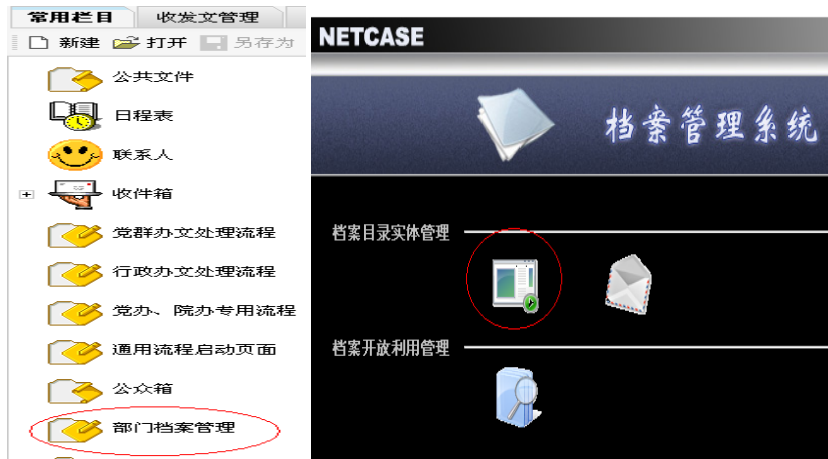 常用栏目 收发文管理
新建 打开 另存为
公共文件
日程表
联系人
收件箱
党群办文处理流程
行政办文处理流程
党办、院办专用流程
通用流程启动页面
公众箱
部门档案管理
NETCASE
档案管理系统
档案目录实体管理
档案开放利用管理